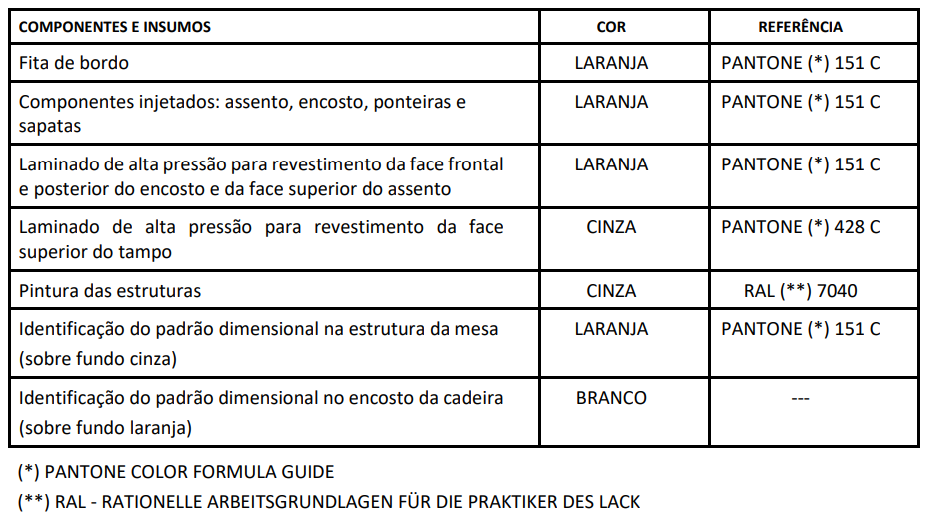 COMPONENTES E INSUMOS COR REFERÊNCIA
Fita de bordo LARANJA PANTONE (*) 151 C
Componentes injetados: assento, encosto, ponteiras e LARANJA PANTONE (*) 151 C
sapatas
Laminado de alta pressão para revestimento da face frontal LARANJA PANTONE (*) 151 C
e posterior do encosto e da face superior do assento
Laminado de alta pressão para revestimento da face CINZA PANTONE (*) 428 C
superior do tampo
Pintura das estruturas CINZA RAL (**) 7040
Identificação do padrão dimensional na estrutura da mesa LARANJA PANTONE (*) 151 C
(sobre fundo cinza)
Identificação do padrão dimensional no encosto da cadeira BRANCO ---
(sobre fundo laranja)
(*) PANTONE COLOR FORMULA GUIDE
(**) RAL - RATIONELLE ARBEITSGRUNDLAGEN FÜR DIE PRAKTIKER DES LACK